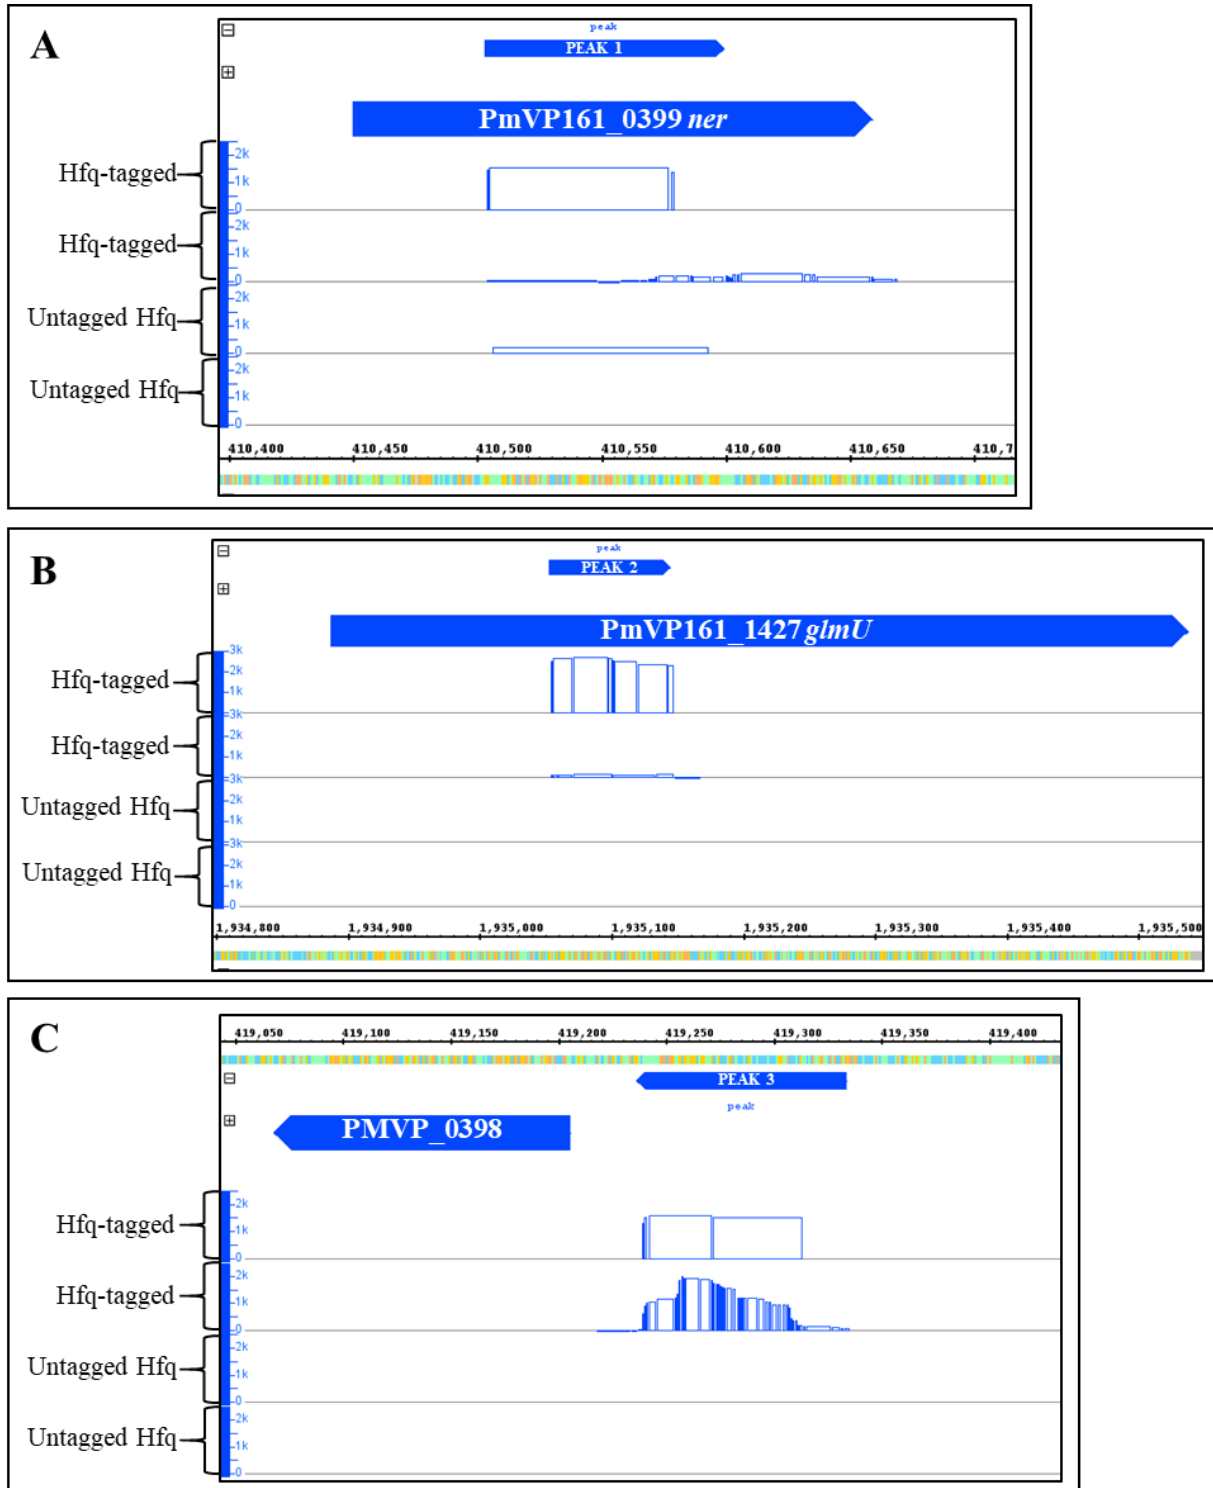 A
peak
PEAK 1
PmVP161_0399 ner
Hfq-tagged
2k
1k
0
Hfq-tagged
2k
1k
0
Untagged Hfq
2k
1k
0
Untagged Hfq
2k
1k
0
410,400 410,450 410,500 410,550 410,600 410,650 410,7
B
peak
PEAK 2
PmVP161_1427 glmU
Hfq-tagged
3k
2k
1k
Hfq-tagged
3k
2k
1k
Untagged Hfq
3k
2k
1k
Untagged Hfq
3k
2k
1k
0
1,934,800 1,934,900 1,935,000 1,935,100 1,935,200 1,935,300 1,935,400 1,935,500
C
419,050 419,100 419,150 419,200 419,250 419,300 419,350 419,400
PEAK 3
peak
PMVP_0398
Hfq-tagged
2k
1k
0
Hfq-tagged
2k
1k
0
Untagged Hfq
2k
1k
0
Untagged Hfq
2k
1k
0